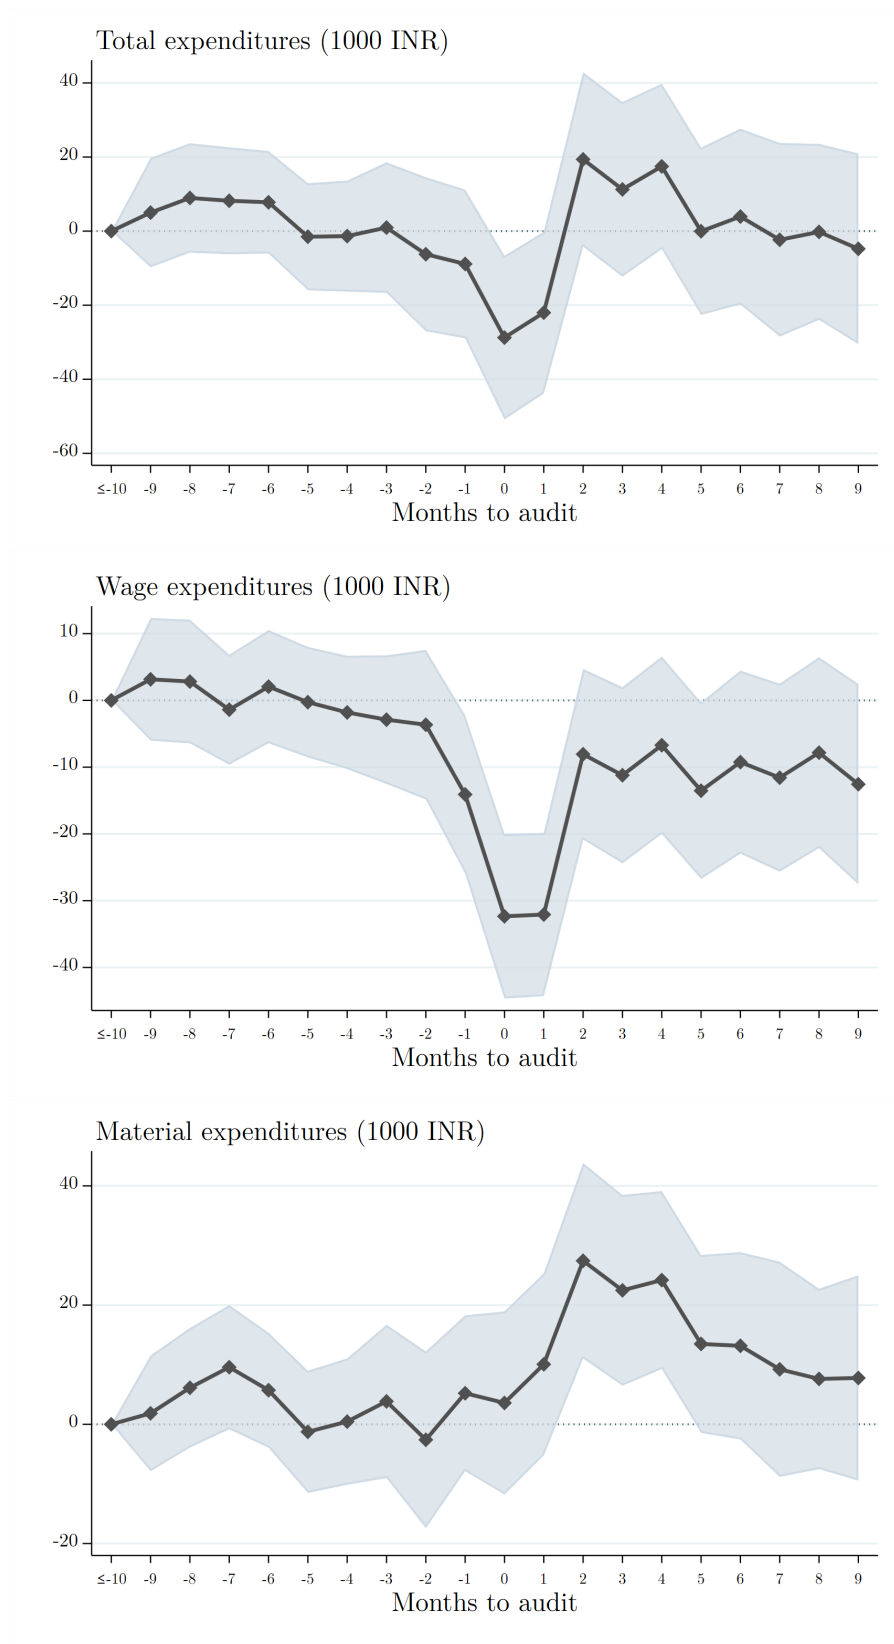 Total expenditures (1000 INR)
40
20
0
-20
-40
-60
≤-10 -9 -8 -7 -6 -5 -4 -3 -2 -1 0 1 2 3 4 5 6 7 8 9
Months to audit
Wage expenditures (1000 INR)
10
0
-10
-20
-30
-40
≤-10 -9 -8 -7 -6 -5 -4 -3 -2 -1 0 1 2 3 4 5 6 7 8 9
Months to audit
Material expenditures (1000 INR)
40
20
0
-20
≤-10 -9 -8 -7 -6 -5 -4 -3 -2 -1 0 1 2 3 4 5 6 7 8 9
Months to audit